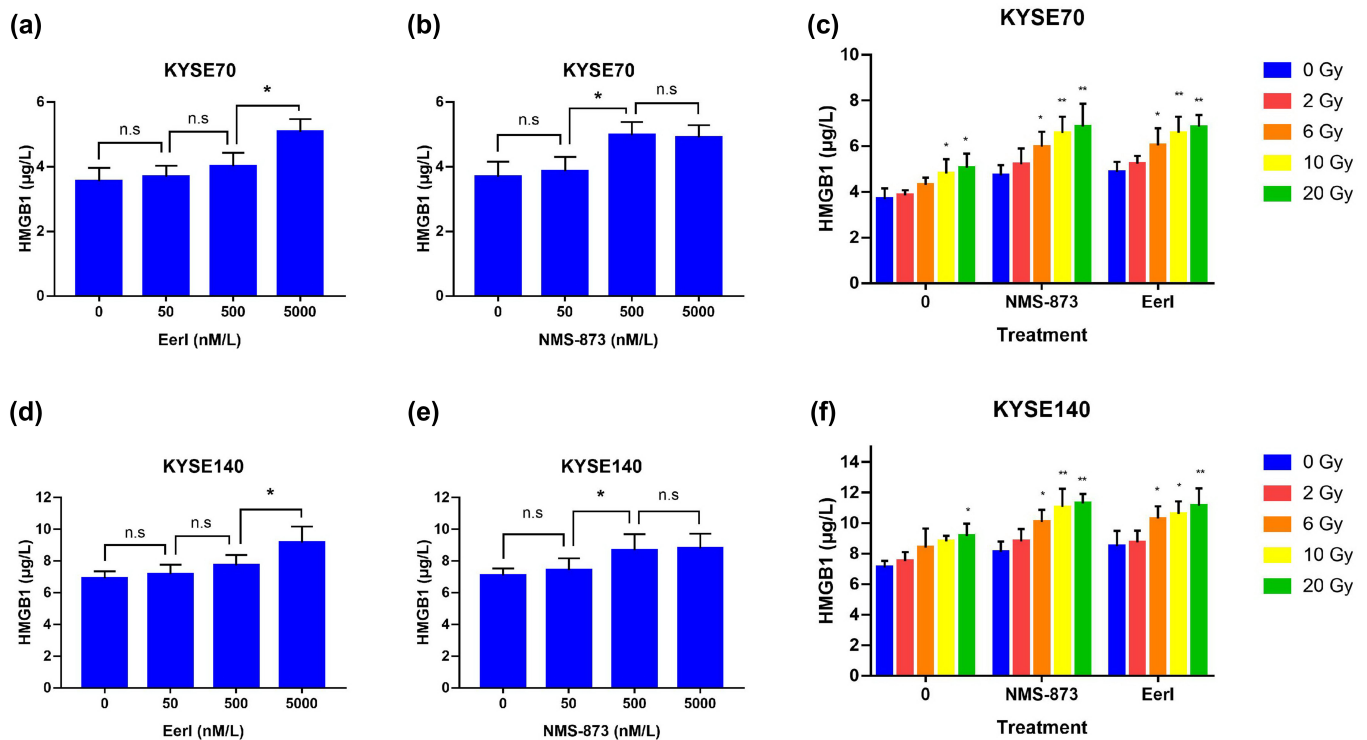 (a)
KYSE70
HMGB1 (µg/L)
6
4
2
0
n.s
n.s
*
0 50 500 5000
EerI (nM/L)
(b)
KYSE70
HMGB1 (µg/L)
6
4
2
0
n.s
*
n.s
0 50 500 5000
NMS-873 (nM/L)
(c)
KYSE70
HMGB1 (µg/L)
10
8
6
4
2
0
* *
* ** **
* ** **
0 NMS-873 EerI
Treatment
0 Gy
2 Gy
6 Gy
10 Gy
20 Gy
(d)
KYSE140
HMGB1 (µg/L)
12
10
8
6
4
2
0
n.s
n.s
*
0 50 500 5000
EerI (nM/L)
(e)
KYSE140
HMGB1 (µg/L)
12
10
8
6
4
2
0
n.s
*
n.s
0 50 500 5000
NMS-873 (nM/L)
(f)
KYSE140
HMGB1 (µg/L)
14
12
10
8
6
4
2
0
*
* ** **
* * **
0 NMS-873 EerI
Treatment
0 Gy
2 Gy
6 Gy
10 Gy
20 Gy